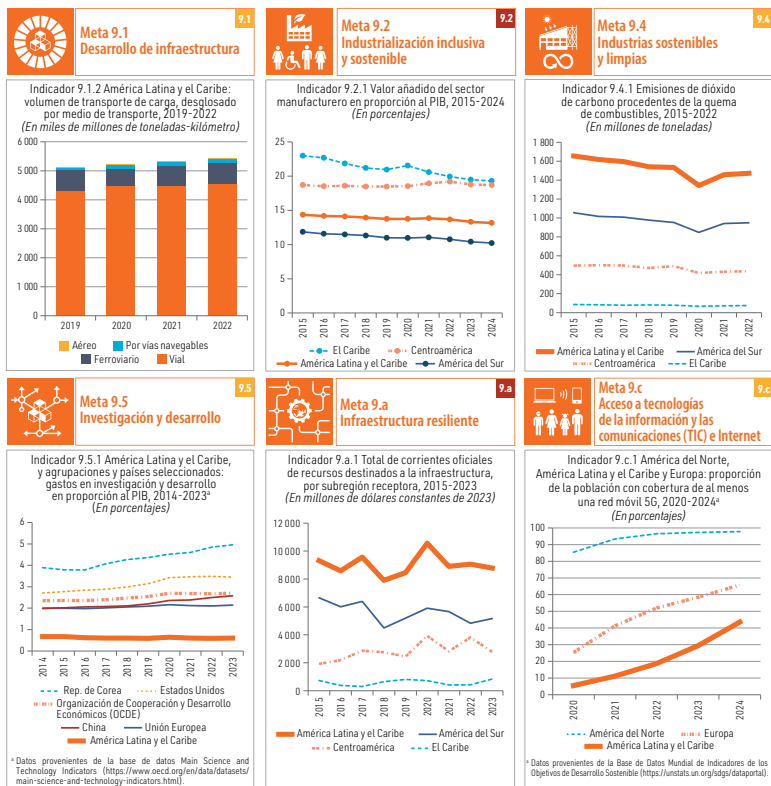 9.1
Meta 9.1
Desarrollo de infraestructura
Indicador 9.1.2 América Latina y el Caribe:
volumen de transporte de carga, desglosado
por medio de transporte, 2019-2022
(En miles de millones de toneladas-kilómetro)
6 000
5 000
4 000
3 000
2 000
1 000
0
2019
2020
2021
2022
Aéreo
Por vías navegables
Ferroviario
Vial
9.2
Meta 9.2
Industrialización inclusiva
y sostenible
Indicador 9.2.1 Valor añadido del sector
manufacturero en proporción al PIB, 2015-2024
(En porcentajes)
25
20
15
10
5
0
2015
2016
2017
2018
2019
2020
2021
2022
2023
2024
El Caribe
Centroamérica
América Latina y el Caribe
América del Sur
9.4
Meta 9.4
Industrias sostenibles
y limpias
Indicador 9.4.1 Emisiones de dióxido
de carbono procedentes de la quema
de combustibles, 2015-2022
(En millones de toneladas)
1 800
1 600
1 400
1 200
1 000
800
600
400
200
0
2015
2016
2017
2018
2019
2020
2021
2022
América Latina y el Caribe
América del Sur
Centroamérica
El Caribe
9.5
Meta 9.5
Investigación y desarrollo
Indicador 9.5.1 América Latina y el Caribe,
y agrupaciones y países seleccionados:
gastos en investigación y desarrollo
en proporción al PIB, 2014-2023ª
(En porcentajes)
6
5
4
3
2
1
0
2014
2015
2016
2017
2018
2019
2020
2021
2022
2023
Rep. de Corea
Estados Unidos
Organización de Cooperación y Desarrollo
Económicos (OCDE)
China
Unión Europea
América Latina y el Caribe
ª Datos provenientes de la base de datos Main Science and
Technology Indicators (https://www.oecd.org/en/data/datasets/
main-science-and-technology-indicators.html).
9.a
Meta 9.a
Infraestructura resiliente
Indicador 9.a.1 Total de corrientes oficiales
de recursos destinados a la infraestructura,
por subregión receptora, 2015-2023
(En millones de dólares constantes de 2023)
12 000
10 000
8 000
6 000
4 000
2 000
0
2015
2016
2017
2018
2019
2020
2021
2022
2023
América Latina y el Caribe
América del Sur
Centroamérica
El Caribe
9.c
Meta 9.c
Acceso a tecnologías
de la información y las
comunicaciones (TIC) e Internet
Indicador 9.c.1 América del Norte,
América Latina y el Caribe y Europa: proporción
de la población con cobertura de al menos
una red móvil 5G, 2020-2024ª
(En porcentajes)
100
90
80
70
60
50
40
30
20
10
0
2020
2021
2022
2023
2024
América del Norte
Europa
América Latina y el Caribe
ª Datos provenientes de la Base de Datos Mundial de Indicadores de los
Objetivos de Desarrollo Sostenible (https://unstats.un.org/sdgs/dataportal).